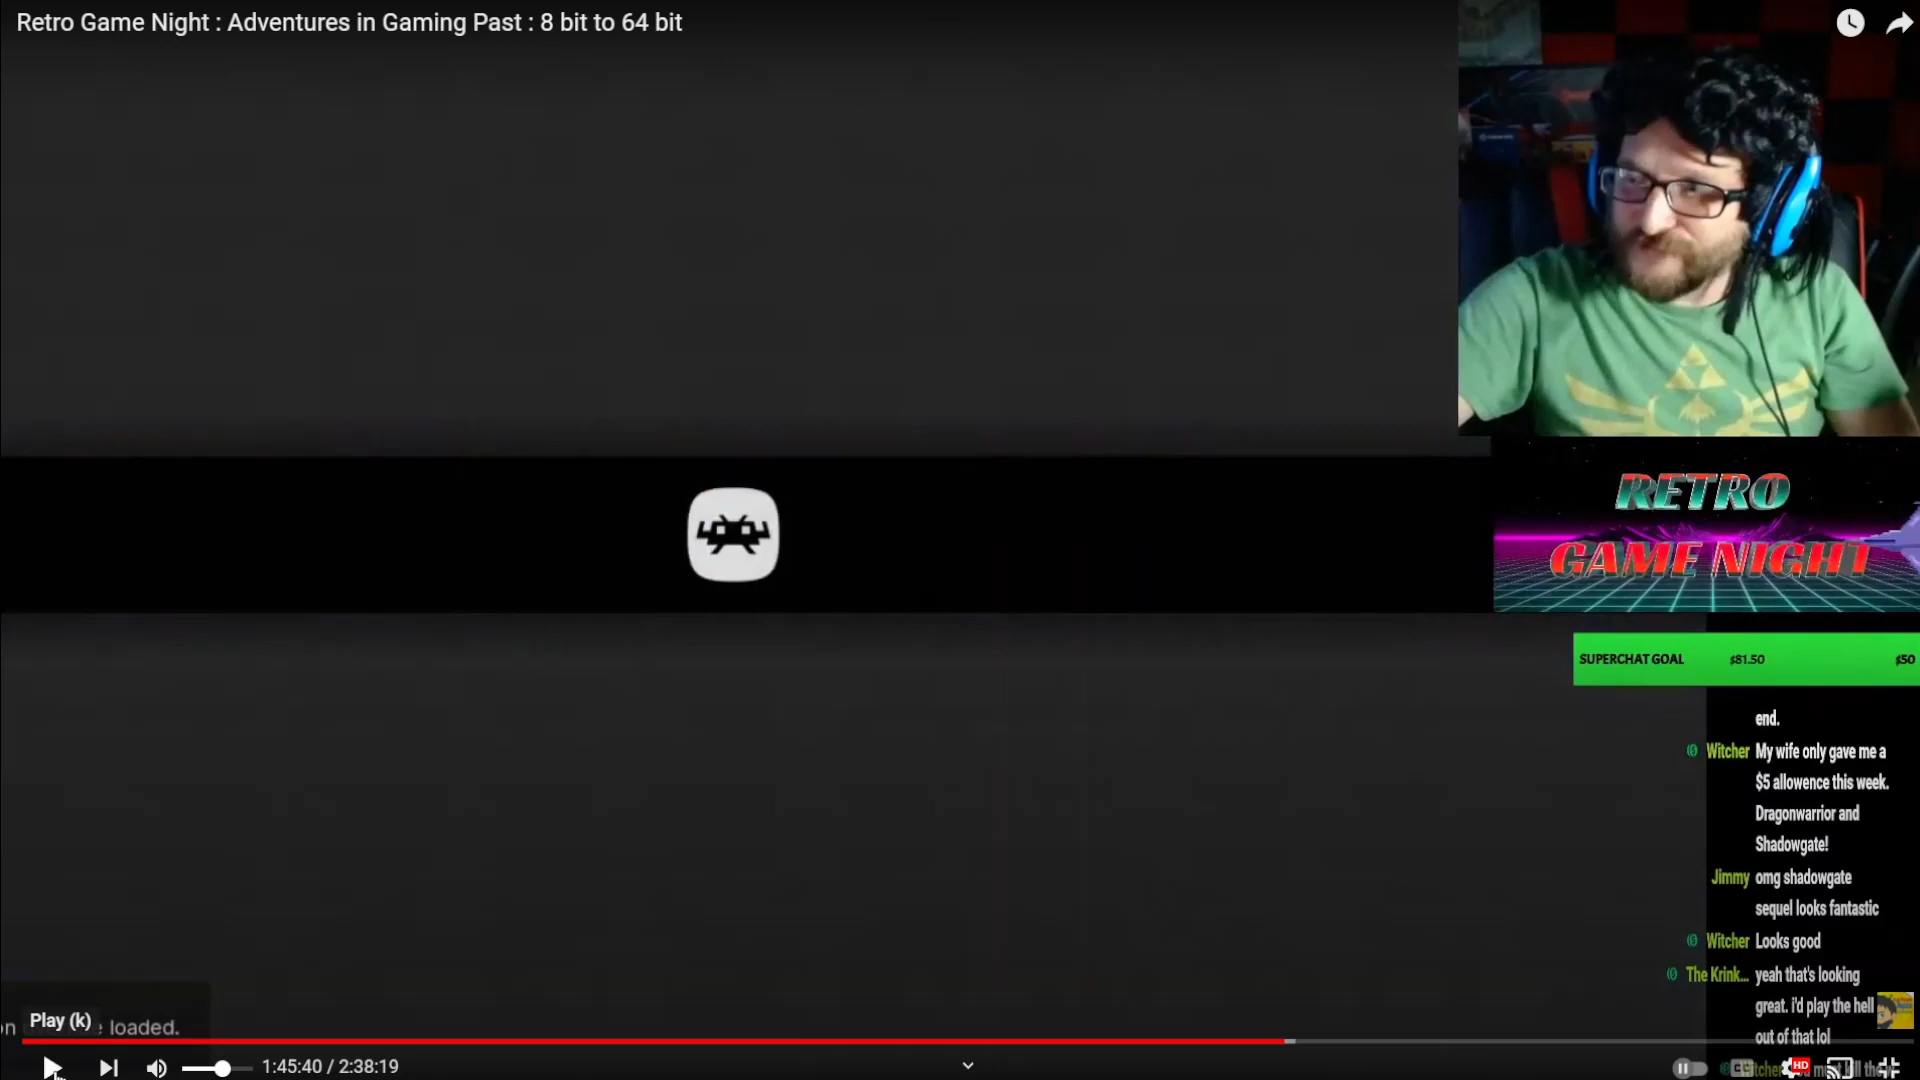 Retro Game Night : Adventures in Gaming Past : 8 bit to 64 bit
RETRO
GAME NIGHT
SUPERCHAT GOAL $81.50 $50
end.
Witcher My wife only gave me a
$5 allowence this week.
Dragonwarrior and
Shadowgate!
Jimmy omg shadowgate
sequel looks fantastic
Witcher Looks good
The Krink... yeah that's looking
great. i'd play the hell
out of that lol
Play (k)
loaded.
1:45:40 / 2:38:19
HD